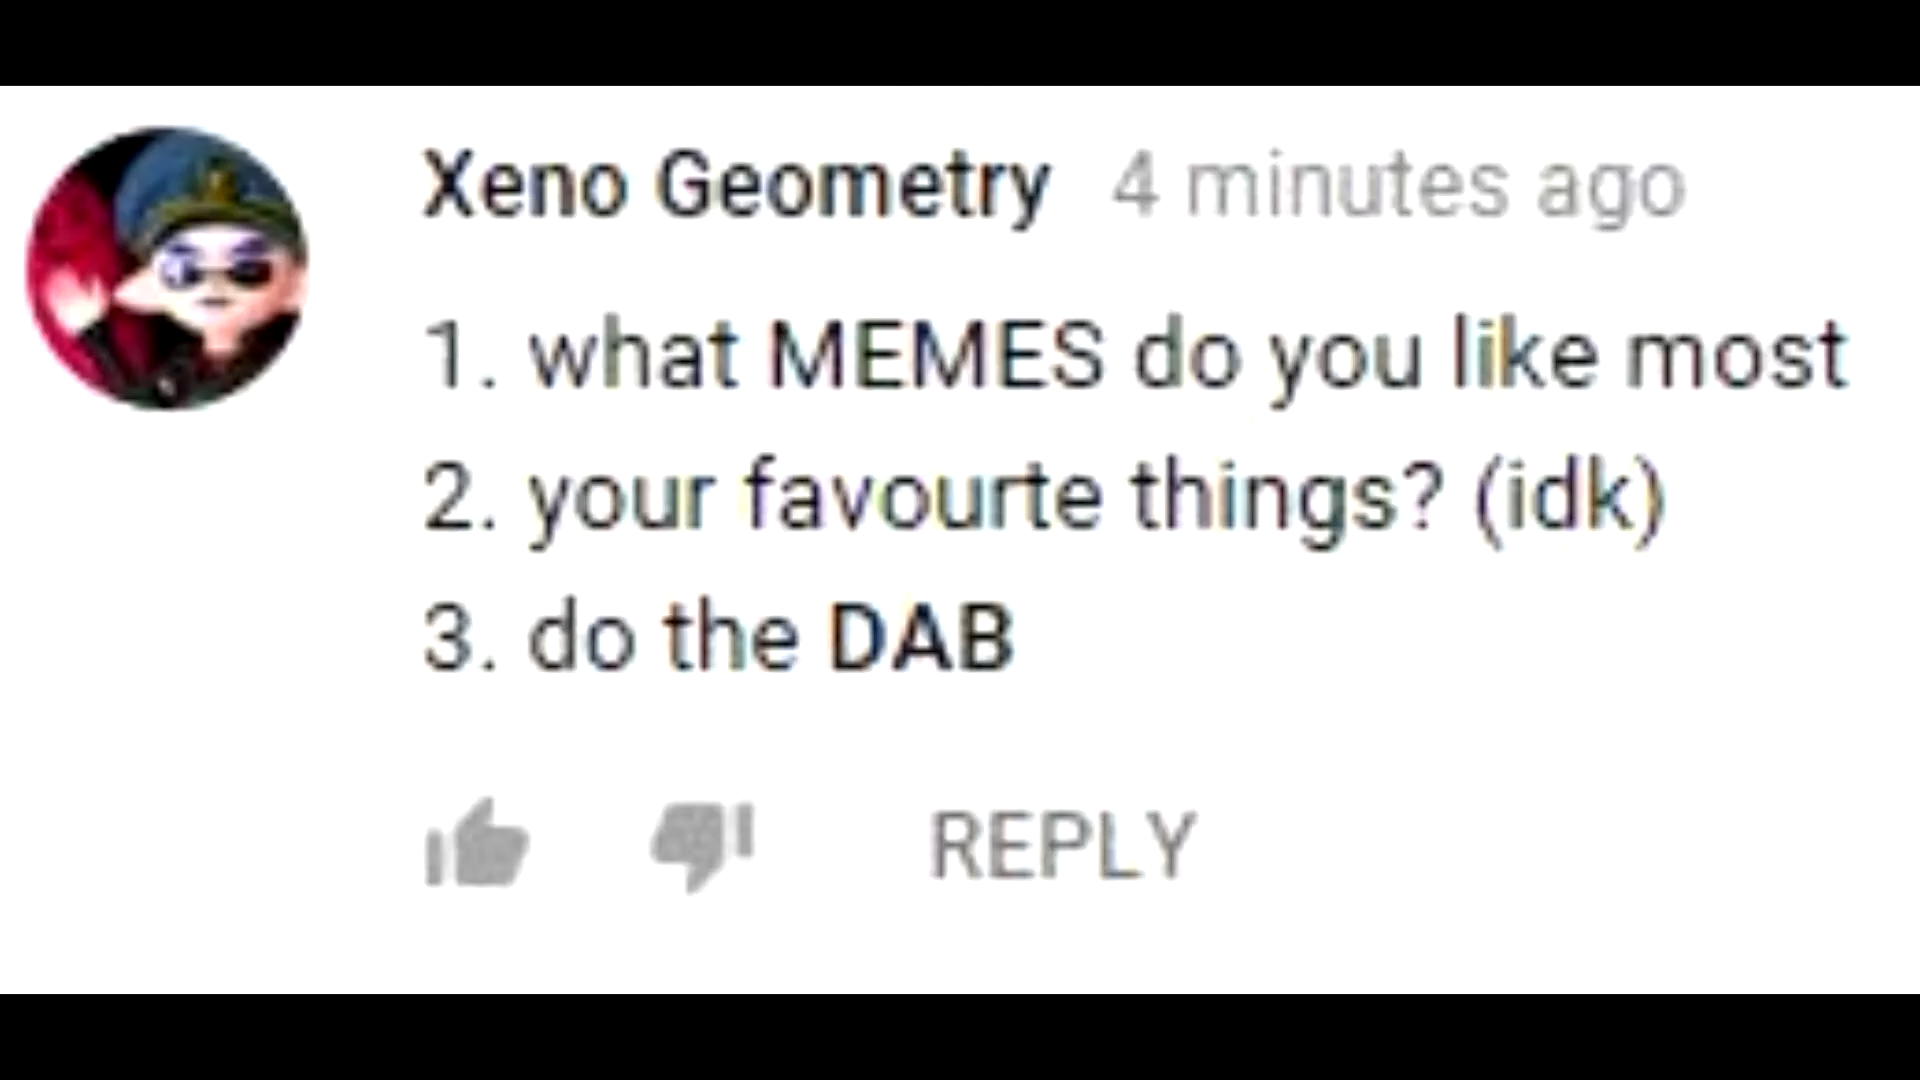 Xeno Geometry 4 minutes ago
1. what MEMES do you like most
2. your favourte things? (idk)
3. do the DAB
REPLY